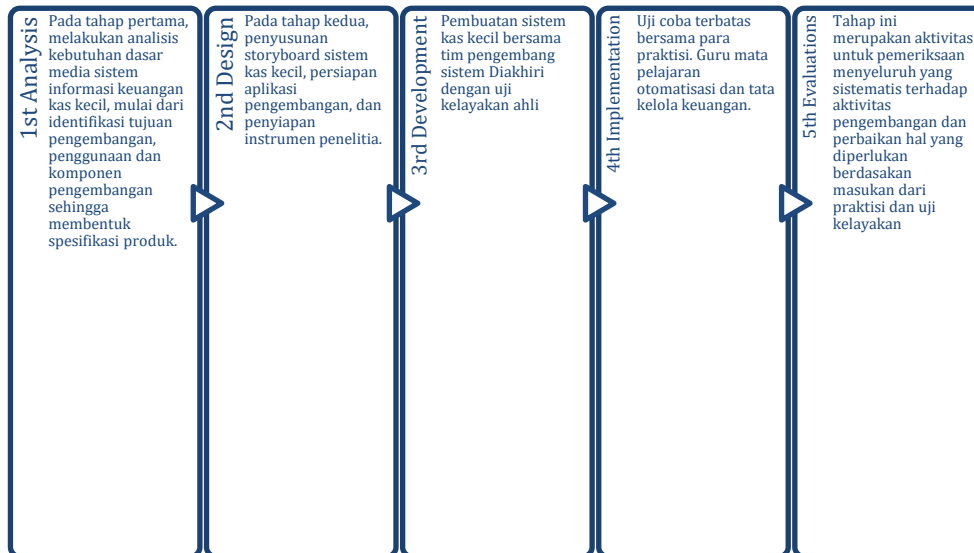 1st Analysis
Pada tahap pertama,
melakukan analisis
kebutuhan dasar
media sistem
informasi keuangan
kas kecil, mulai dari
identifikasi tujuan
pengembangan,
penggunaan dan
komponen
pengembangan
sehingga
membentuk
spesifikasi produk.
2nd Design
Pada tahap kedua,
penyusunan
storyboard sistem
kas kecil, persiapan
aplikasi
pengembangan, dan
penyiapan
instrumen penelitia.
3rd Development
Pembuatan sistem
kas kecil bersama
tim pengembang
sistem Diakhiri
dengan uji
kelayakan ahli
4th Implementation
Uji coba terbatas
bersama para
praktisi. Guru mata
pelajaran
otomatisasi dan tata
kelola keuangan.
5th Evaluations
Tahap ini
merupakan aktivitas
untuk pemeriksaan
menyeluruh yang
sistematis terhadap
aktivitas
pengembangan dan
perbaikan hal yang
diperlukan
berdasakan
masukan dari
praktisi dan uji
kelayakan